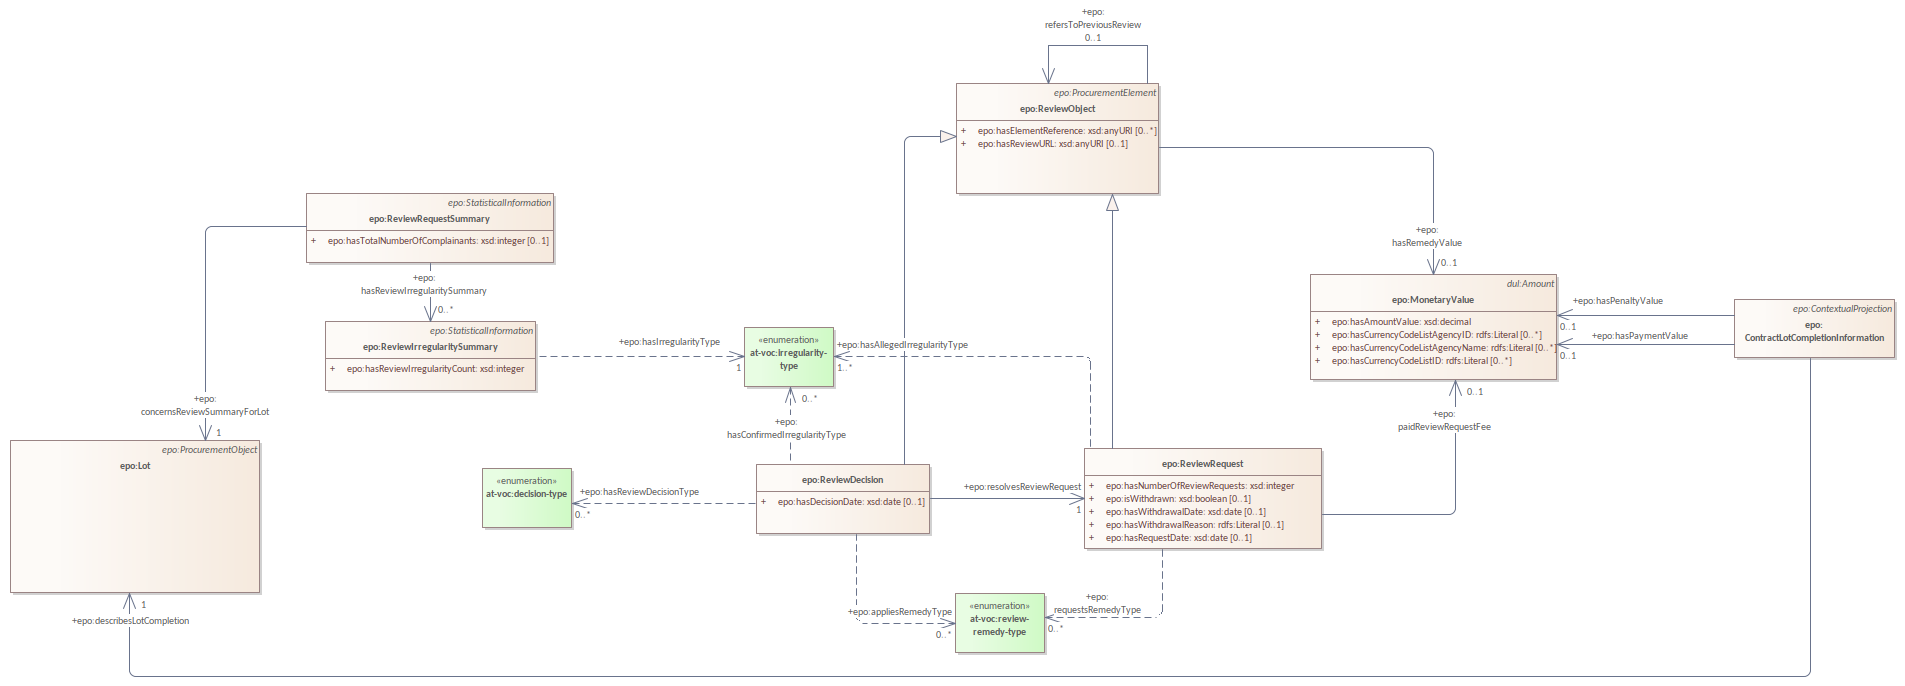 +epo:
refersToPreviousReview
0..1
epo:ProcurementElement
epo:ReviewObject
+ epo:hasElementReference: xsd:anyURI [0..*]
+ epo:hasReviewURL: xsd:anyURI [0..1]
epo:StatisticalInformation
epo:ReviewRequestSummary
+ epo:hasTotalNumberOfComplainants: xsd:integer [0..1]
+epo:
hasReviewIrregularitySummary
0..*
epo:StatisticalInformation
epo:ReviewIrregularitySummary
+ epo:hasReviewIrregularityCount: xsd:integer
+epo:hasIrregularityType
1
«enumeration»
at-voc:irregularity-
type
+epo:hasAllegedIrregularityType
1..*
+epo:
hasRemedyValue
0..1
dul:Amount
epo:MonetaryValue
+ epo:hasAmountValue: xsd:decimal
+ epo:hasCurrencyCodeListAgencyID: rdfs:Literal [0..*]
+ epo:hasCurrencyCodeListAgencyName: rdfs:Literal [0..*]
+ epo:hasCurrencyCodeListID: rdfs:Literal [0..*]
+epo:hasPenaltyValue
0..1
+epo:hasPaymentValue
0..1
epo:ContextualProjection
epo:
ContractLotCompletionInformation
+epo:
concernsReviewSummaryForLot
1
epo:ProcurementObject
epo:Lot
0..*
+epo:
hasConfirmedIrregularityType
0..1
+epo:
paidReviewRequestFee
«enumeration»
at-voc:decision-type
+epo:hasReviewDecisionType
0..*
epo:ReviewDecision
+ epo:hasDecisionDate: xsd:date [0..1]
+epo:resolvesReviewRequest
1
epo:ReviewRequest
+ epo:hasNumberOfReviewRequests: xsd:integer
+ epo:isWithdrawn: xsd:boolean [0..1]
+ epo:hasWithdrawalDate: xsd:date [0..1]
+ epo:hasWithdrawalReason: rdfs:Literal [0..1]
+ epo:hasRequestDate: xsd:date [0..1]
+epo:appliesRemedyType
0..*
«enumeration»
at-voc:review-
remedy-type
+epo:
requestsRemedyType
0..*
1
+epo:describesLotCompletion